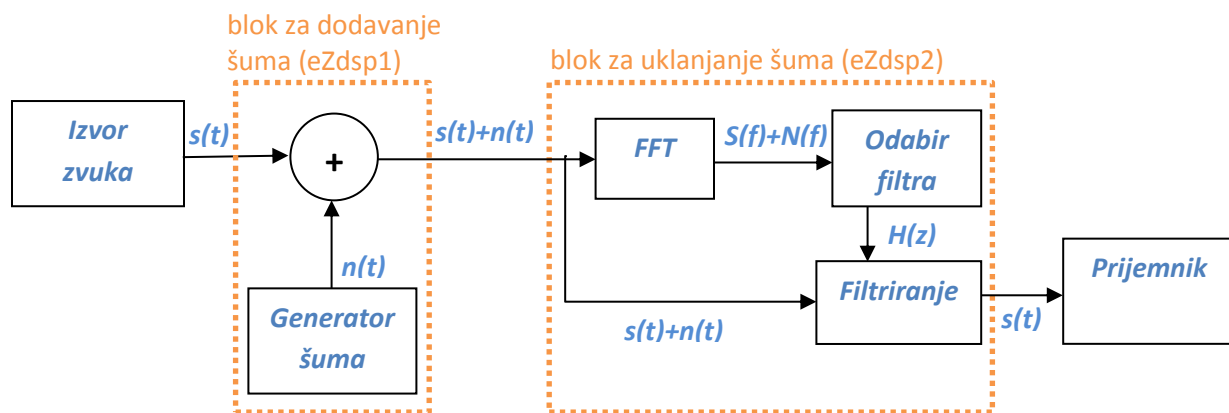 blok za dodavanje
šuma (eZdsp1)
blok za uklanjanje šuma (eZdsp2)
Izvor
zvuka
s(t)
+
s(t)+n(t)
FFT
S(f)+N(f)
Odabir
filtra
H(z)
n(t)
Generator
šuma
s(t)+n(t)
Filtriranje
s(t)
Prijemnik